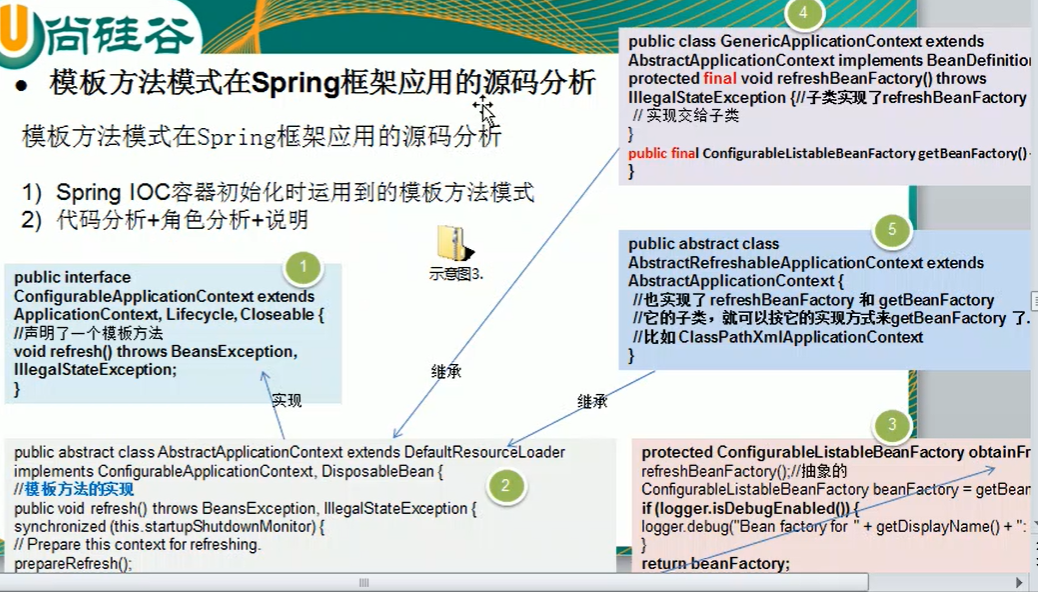 尚硅谷
模板方法模式在Spring框架应用的源码分析
模板方法模式在Spring框架应用的源码分析
1) Spring IOC容器初始化时运用到的模板方法模式
2) 代码分析+角色分析+说明
示意图3.
1
public interface
ConfigurableApplicationContext extends
ApplicationContext, Lifecycle, Closeable {
//声明了一个模板方法
void refresh() throws BeansException,
IllegalStateException;
}
实现
继承
继承
2
public abstract class AbstractApplicationContext extends DefaultResourceLoader
implements ConfigurableApplicationContext, DisposableBean {
//模板方法的实现
public void refresh() throws BeansException, IllegalStateException {
synchronized (this.startupShutdownMonitor) {
// Prepare this context for refreshing.
prepareRefresh();
4
public class GenericApplicationContext extends
AbstractApplicationContext implements BeanDefinition
protected final void refreshBeanFactory() throws
IllegalStateException {//子类实现了refreshBeanFactory
// 实现交给子类
}
public final ConfigurableListableBeanFactory getBeanFactory()
}
5
public abstract class
AbstractRefreshableApplicationContext extends
AbstractApplicationContext {
//也实现了 refreshBeanFactory 和 getBeanFactory
//它的子类，就可以按它的实现方式来getBeanFactory 了.
//比如 ClassPathXmlApplicationContext
}
3
protected ConfigurableListableBeanFactory obtainFr
refreshBeanFactory();//抽象的
ConfigurableListableBeanFactory beanFactory = getBean
if (logger.isDebugEnabled()) {
logger.debug("Bean factory for " + getDisplayName() + ":
}
return beanFactory;